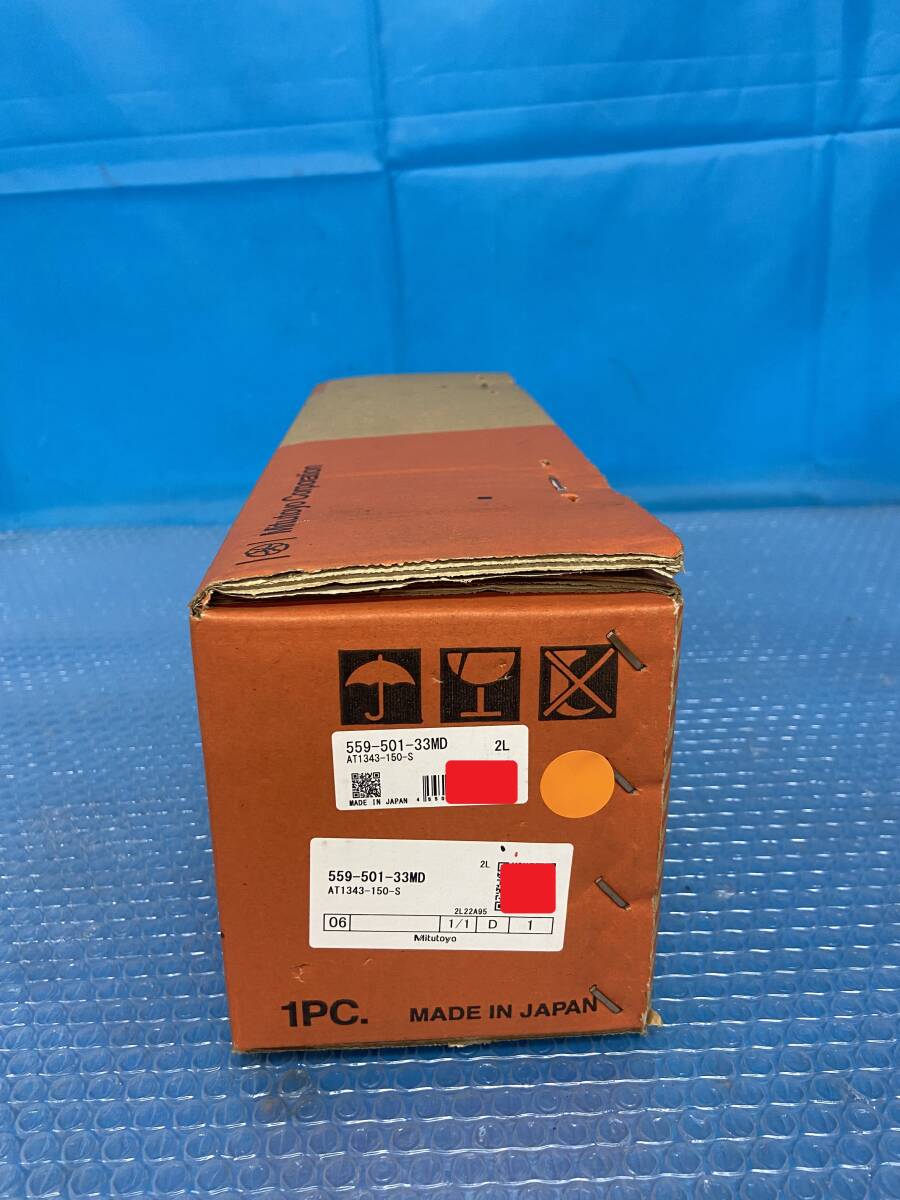 Mitutoyo Corporation
559-501-33MD 2L
AT1343-150-S
MADE IN JAPAN
2L
559-501-33MD
AT1343-150-S
2L22A95
06 1/1 D 1
Mitutoyo
1PC. MADE IN JAPAN